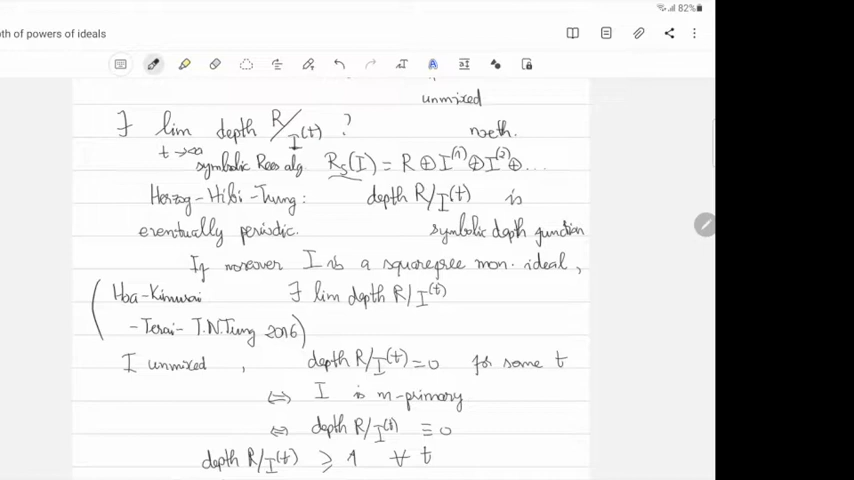 82%
th of powers of ideals
unmixed
∃ lim depth R/I^(t) ?
t→∞
noeth.
symbolic Rees alg R_s(I) = R ⊕ I^(1) ⊕ I^(2) ⊕ ...
Herzog-Hibi-Trung: depth R/I^(t) is
eventually periodic. symbolic depth function
If moreover I is a squarefree mon. ideal,
(Hoa-Kimura ∃ lim depth R/I^(t)
-Terai-T.N.Trung 2016)
I unmixed, depth R/I^(t) = 0 for some t
⇔ I is m-primary
⇔ depth R/I^(t) ≡ 0
depth R/I^(t) ≥ 1 ∀ t